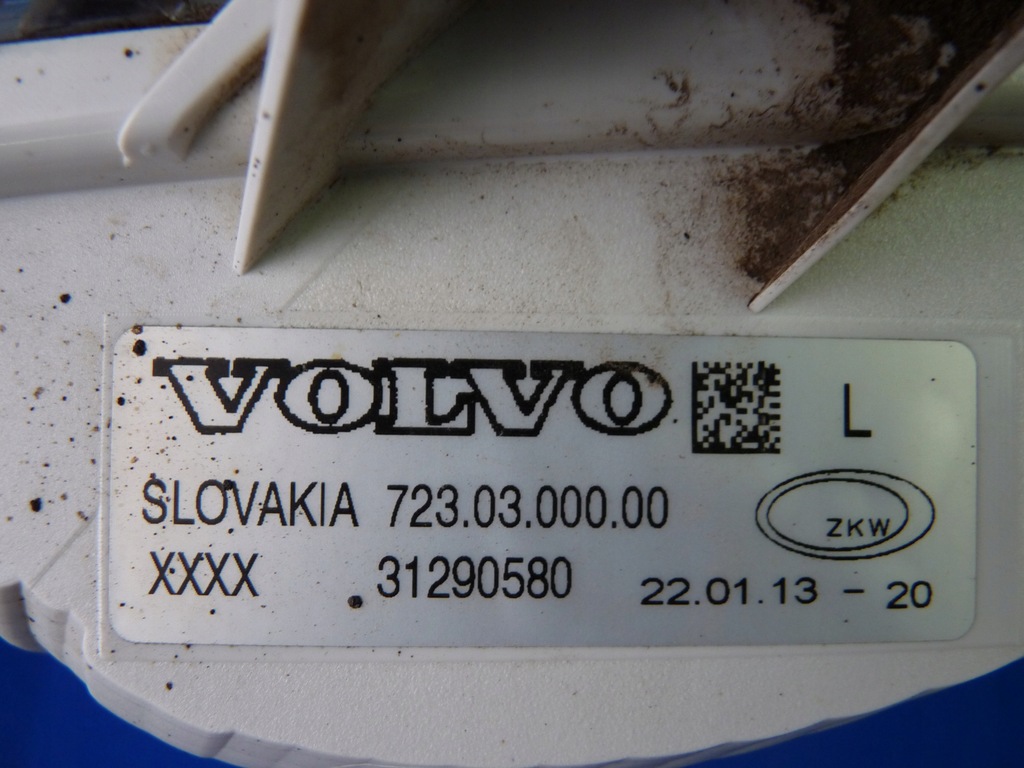 VOLVO L
SLOVAKIA 723.03.000.00
ZKW
XXXX 31290580 22.01.13 - 20